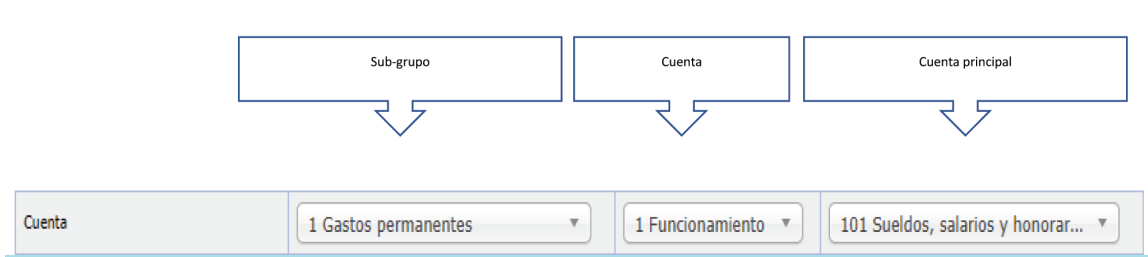 Sub-grupo
Cuenta
Cuenta principal
Cuenta
1 Gastos permanentes
1 Funcionamiento
101 Sueldos, salarios y honorar...